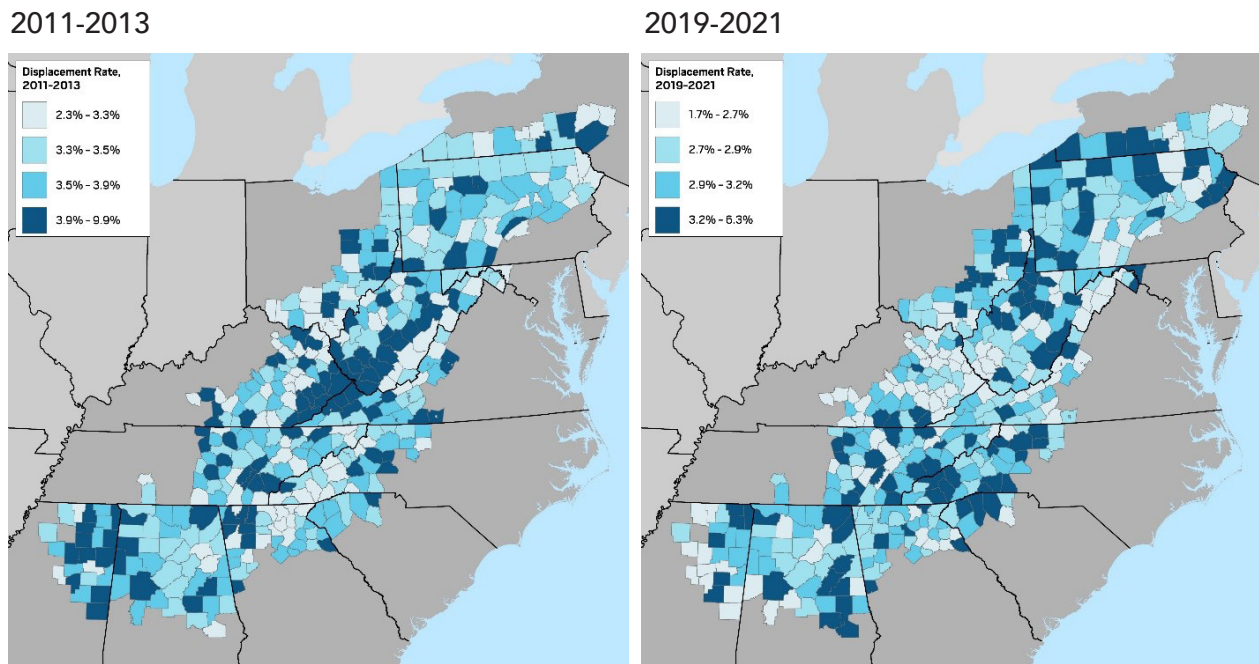 2011-2013
2019-2021
Displacement Rate,
2011-2013
2.3% - 3.3%
3.3% - 3.5%
3.5% - 3.9%
3.9% - 9.9%
Displacement Rate,
2019-2021
1.7% - 2.7%
2.7% - 2.9%
2.9% - 3.2%
3.2% - 6.3%